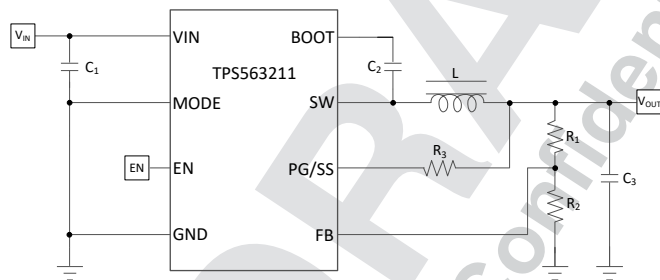 VIN
VIN
BOOT
C1
TPS563211
C2
L
MODE
SW
VOUT
R1
R3
EN
EN
PG/SS
C3
R2
GND
FB
Confiden